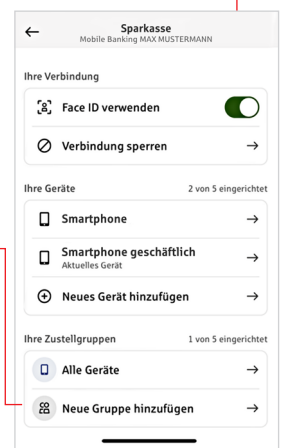 Sparkasse
Mobile Banking MAX MUSTERMANN
Ihre Verbindung
Face ID verwenden
Verbindung sperren
Ihre Geräte 2 von 5 eingerichtet
Smartphone
Smartphone geschäftlich
Aktuelles Gerät
Neues Gerät hinzufügen
Ihre Zustellgruppen 1 von 5 eingerichtet
Alle Geräte
Neue Gruppe hinzufügen